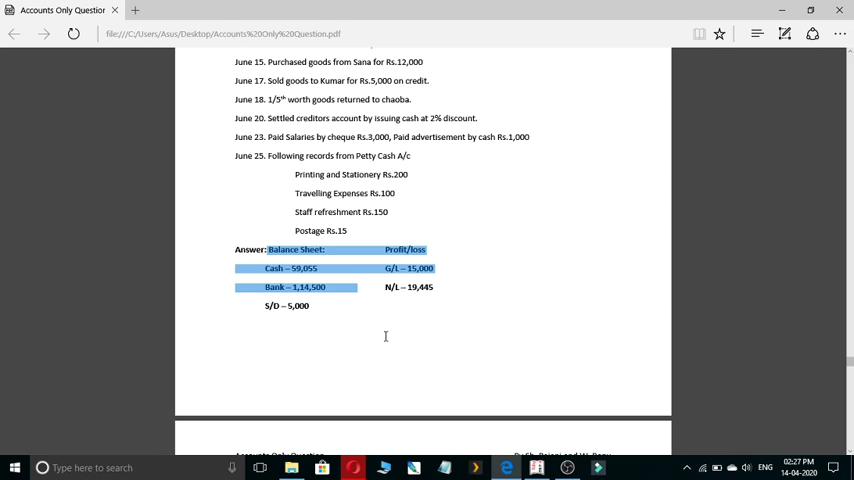 Accounts Only Question
file:///C:/Users/Asus/Desktop/Accounts%20Only%20Question.pdf
June 15. Purchased goods from Sana for Rs.12,000
June 17. Sold goods to Kumar for Rs.5,000 on credit.
June 18. 1/5th worth goods returned to chaoba.
June 20. Settled creditors account by issuing cash at 2% discount.
June 23. Paid Salaries by cheque Rs.3,000, Paid advertisement by cash Rs.1,000
June 25. Following records from Petty Cash A/c
Printing and Stationery Rs.200
Travelling Expenses Rs.100
Staff refreshment Rs.150
Postage Rs.15
Answer: Balance Sheet: Profit/loss
Cash – 59,055 G/L – 15,000
Bank – 1,14,500 N/L – 19,445
S/D – 5,000
Type here to search
ENG
02:27 PM
14-04-2020